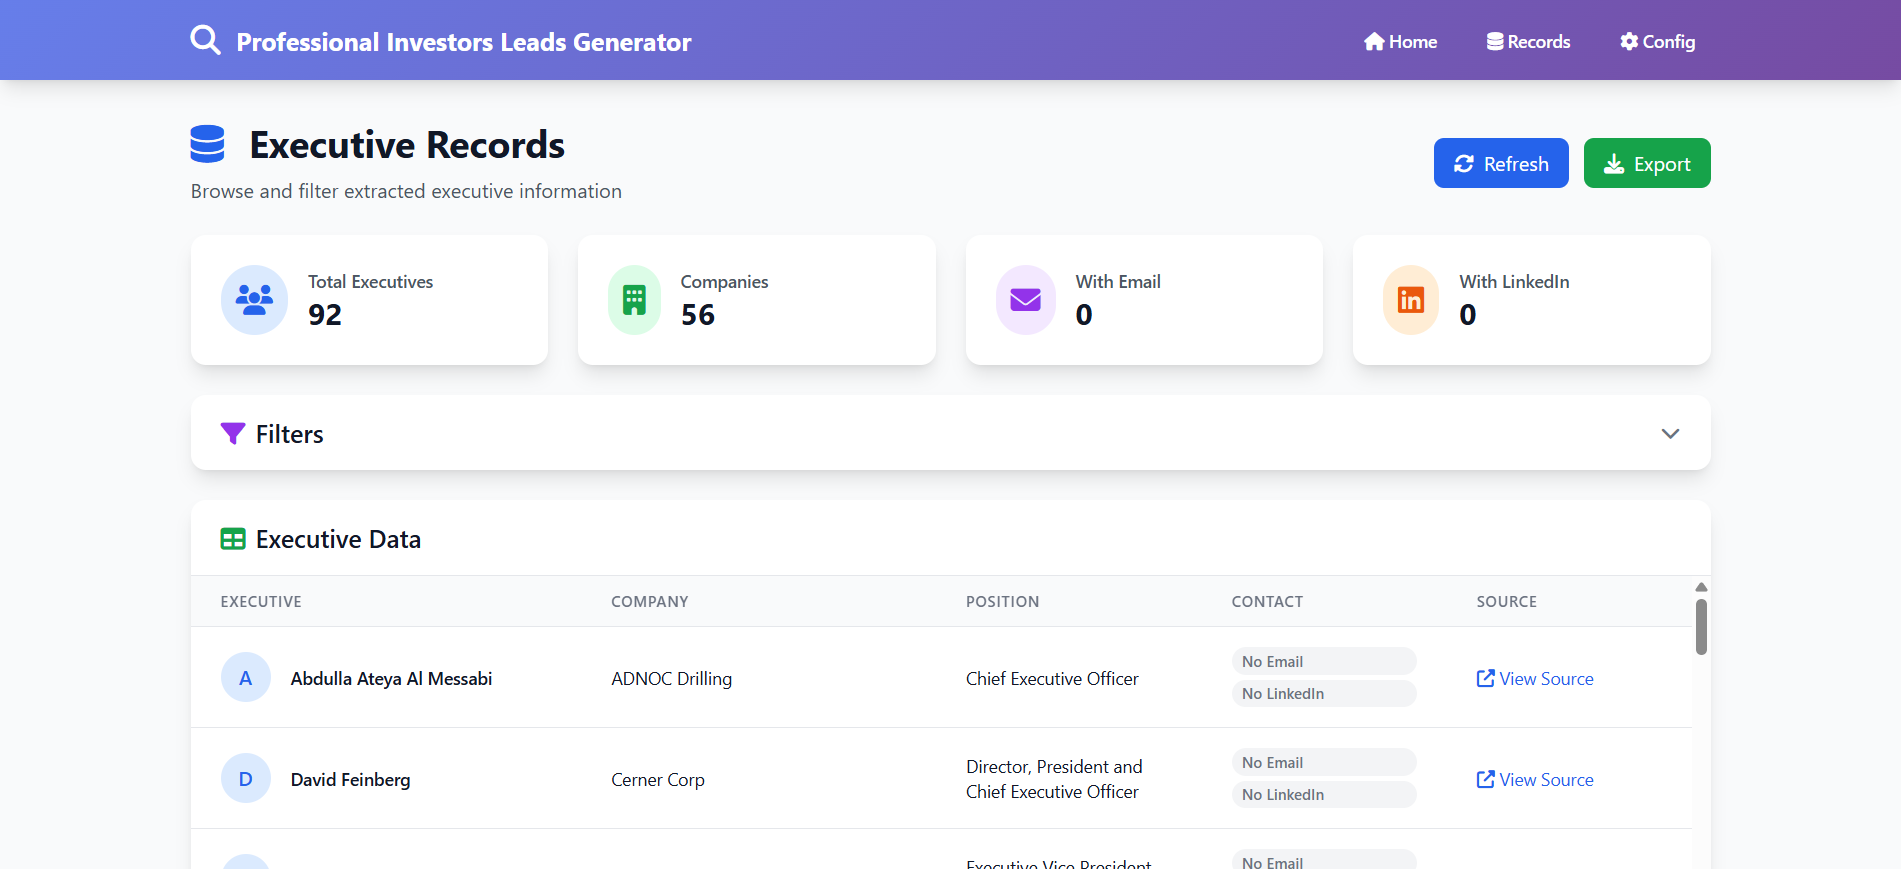 Professional Investors Leads Generator
Home
Records
Config
Executive Records
Browse and filter extracted executive information
Refresh
Export
Total Executives
92
Companies
56
With Email
0
With LinkedIn
0
Filters
Executive Data
EXECUTIVE
COMPANY
POSITION
CONTACT
SOURCE
A
Abdulla Ateya Al Messabi
ADNOC Drilling
Chief Executive Officer
No Email
No LinkedIn
View Source
D
David Feinberg
Cerner Corp
Director, President and
Chief Executive Officer
No Email
No LinkedIn
View Source
Executive Vice President
No Email